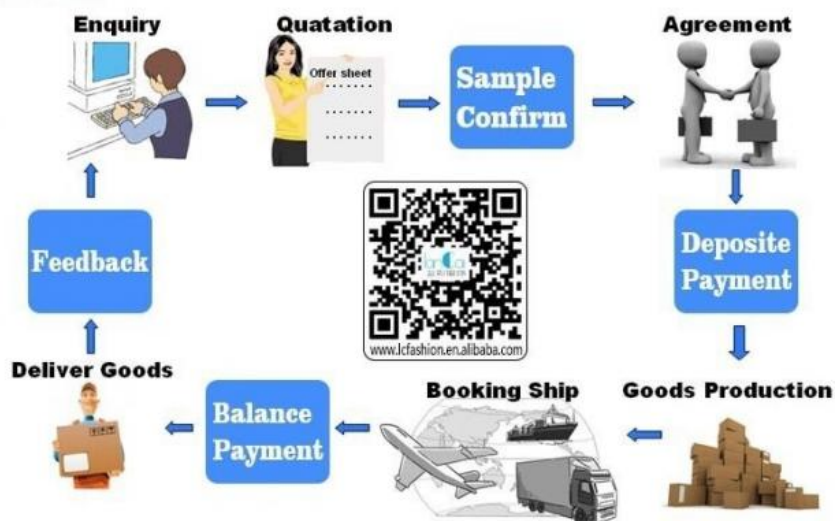 Enquiry
Quatation
Offer sheet
Sample
Confirm
Agreement
Deposite
Payment
Goods Production
Booking Ship
Balance
Payment
Deliver Goods
Feedback
www.lcfashion.en.alibaba.com